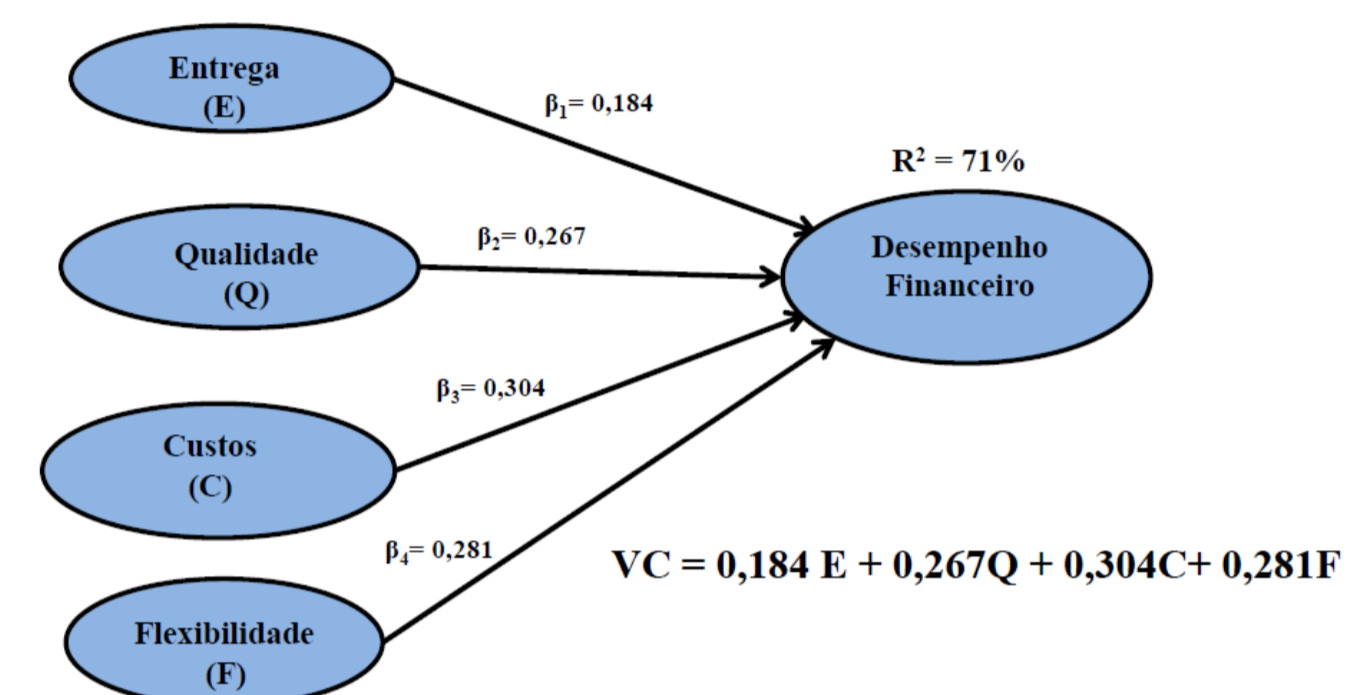 Entrega
(E)
β₁= 0,184
R² = 71%
Qualidade
(Q)
β₂= 0,267
Desempenho
Financeiro
β₃= 0,304
Custos
(C)
β₄= 0,281
VC = 0,184 E + 0,267Q + 0,304C+ 0,281F
Flexibilidade
(F)